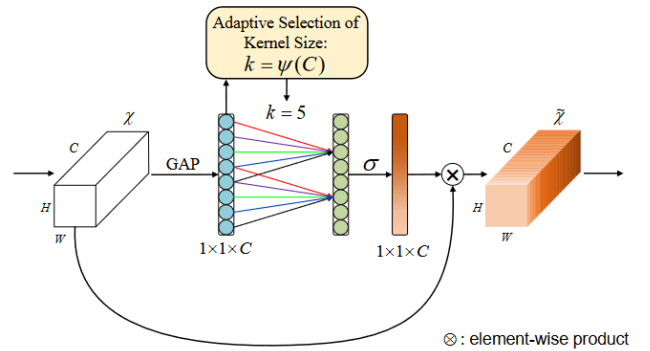 Adaptive Selection of
Kernel Size:
k = ψ(C)
k = 5
χ
C
H
W
GAP
1×1×C
σ
1×1×C
χ̃
C
H
W
⊗ : element-wise product